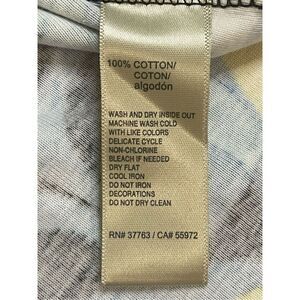 100% COTTON/
COTON/
algodón
WASH AND DRY INSIDE OUT
MACHINE WASH COLD
WITH LIKE COLORS
DELICATE CYCLE
NON-CHLORINE
BLEACH IF NEEDED
DRY FLAT
COOL IRON
DO NOT IRON
DECORATIONS
DO NOT DRY CLEAN
RN# 37763 / CA# 55972